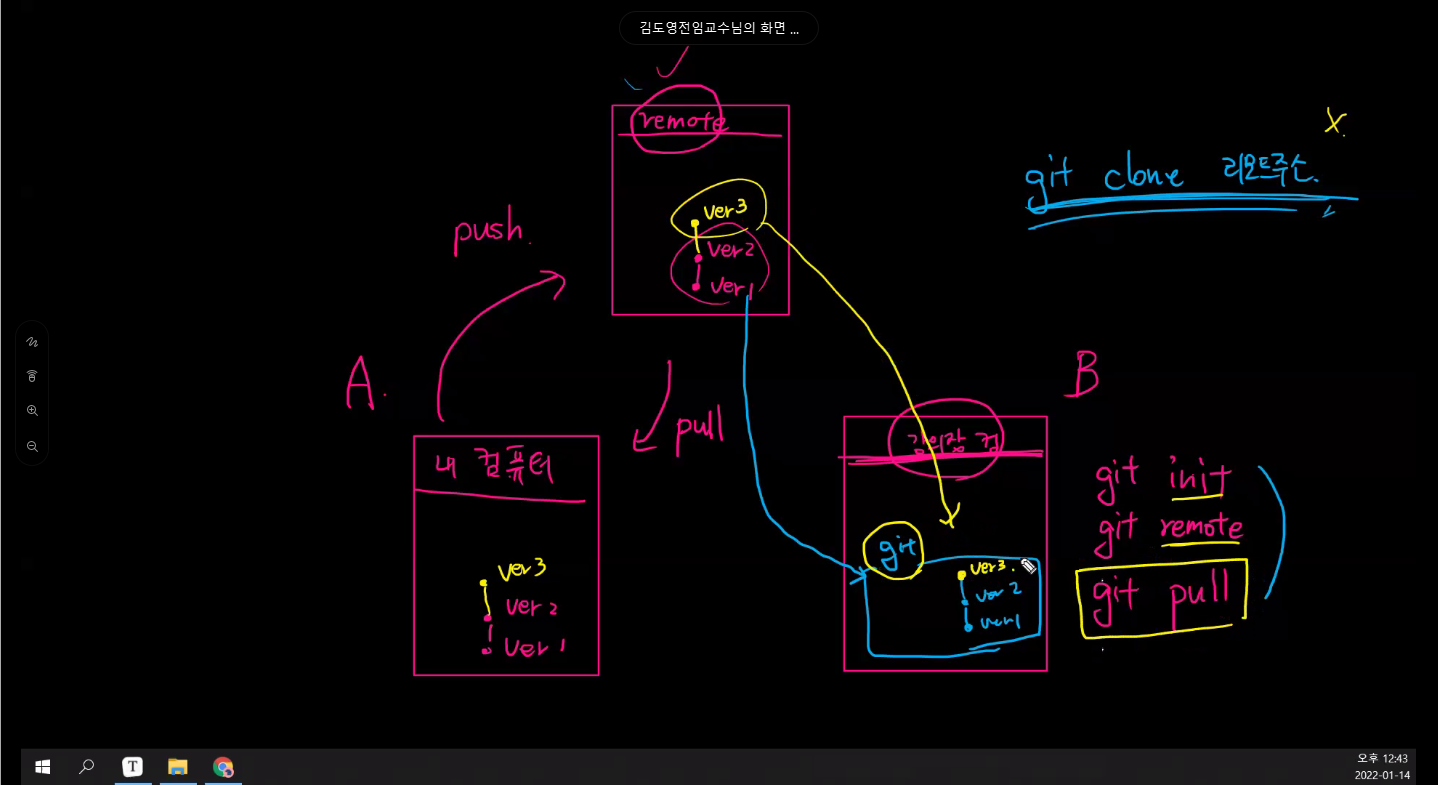 김도영전임교수님의 화면 ...
remote
x.
git clone 리모트주소.
ver3
ver2
ver1
push.
A.
pull
B
내 컴퓨터
ver3
ver2
ver1
컴
git
ver3.
ver2
ver1
git init
git remote
git pull
T
오후 12:43
2022-01-14